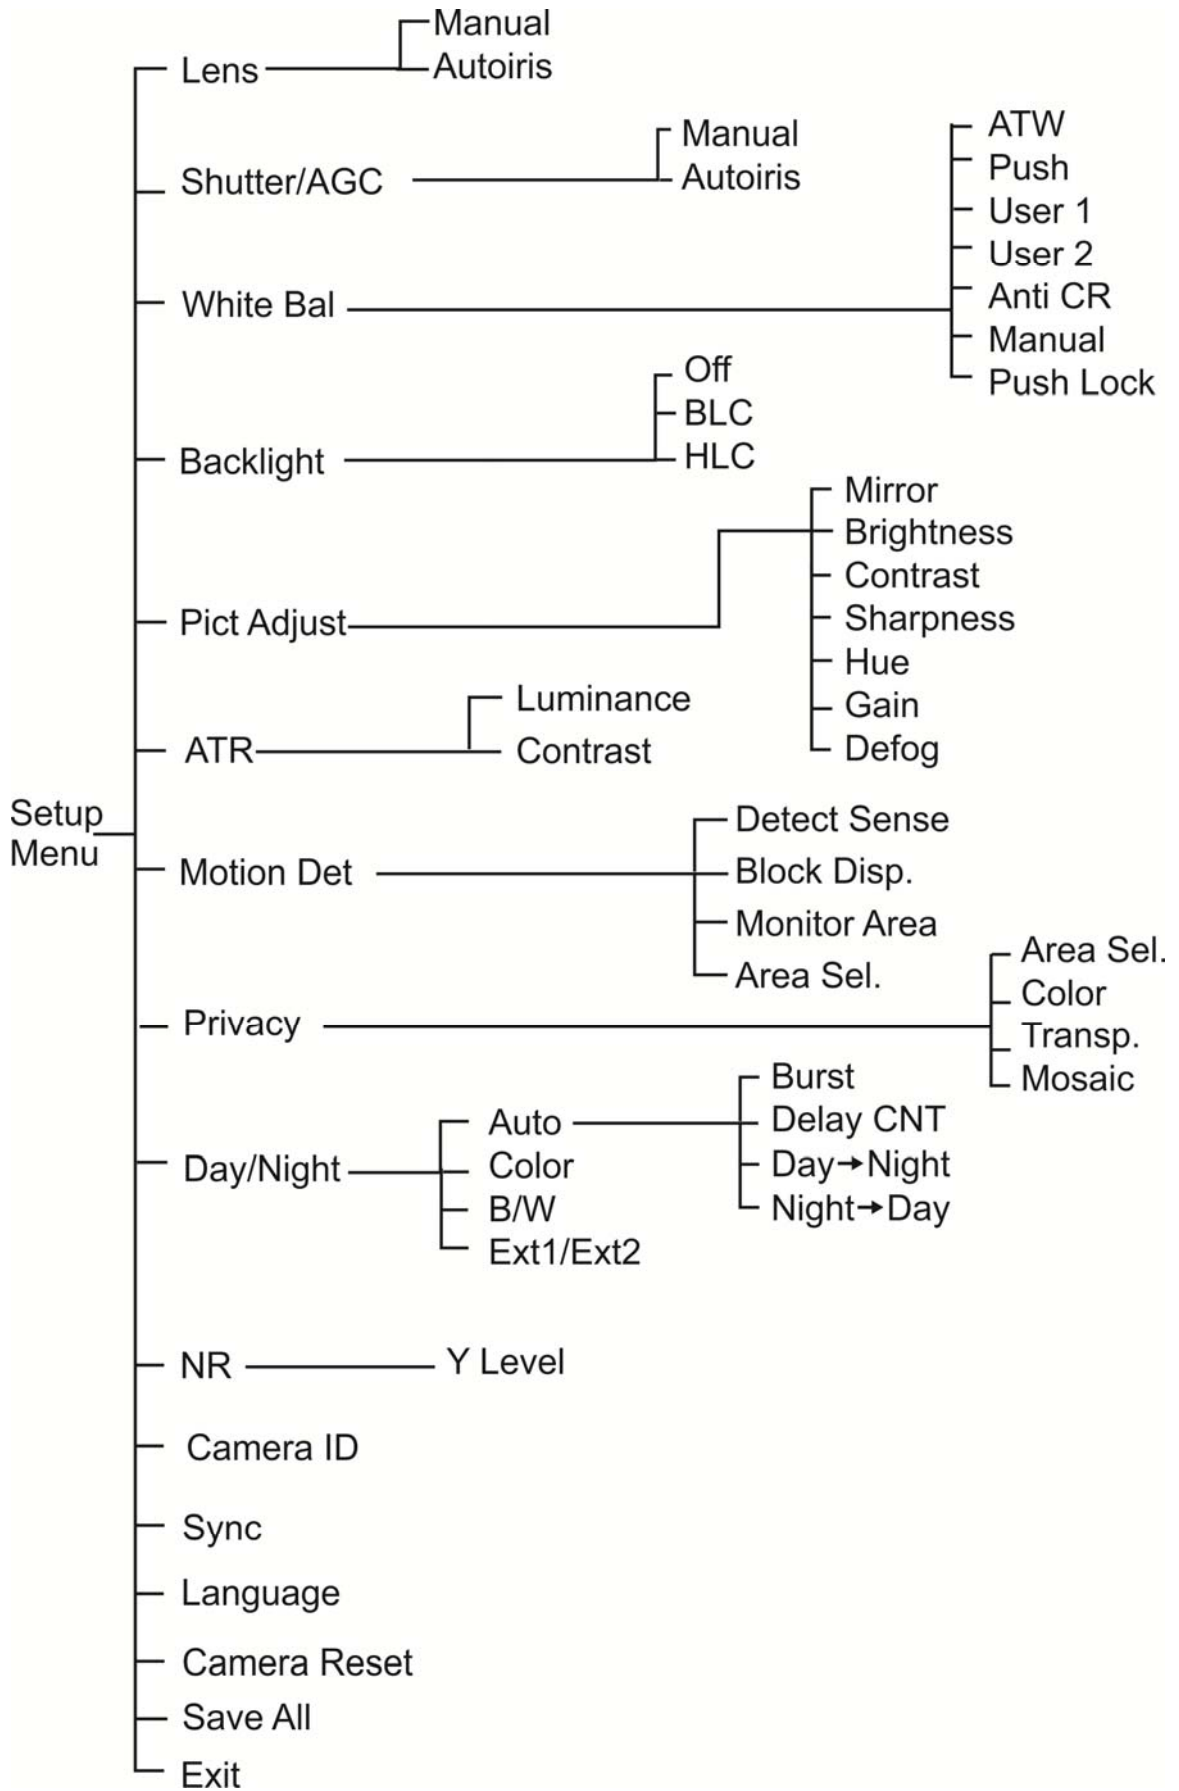 Manual
Lens
Autoiris
Manual
Shutter/AGC
Autoiris
ATW
Push
User 1
User 2
White Bal
Anti CR
Manual
Push Lock
Off
BLC
Backlight
HLC
Mirror
Brightness
Contrast
Pict Adjust
Sharpness
Hue
Gain
Defog
Luminance
ATR
Contrast
Setup
Menu
Detect Sense
Motion Det
Block Disp.
Monitor Area
Area Sel.
Privacy
Area Sel.
Color
Transp.
Mosaic
Day/Night
Auto
Color
B/W
Ext1/Ext2
Burst
Delay CNT
Day→Night
Night→Day
NR
Y Level
Camera ID
Sync
Language
Camera Reset
Save All
Exit